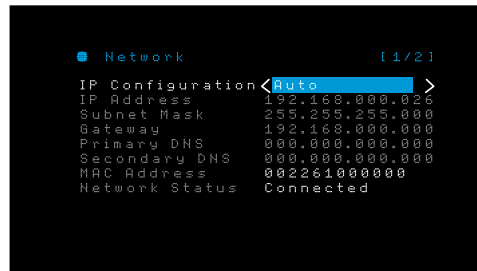 Network [1/2]
IP Configuration Auto
IP Address 192.168.000.026
Subnet Mask 255.255.255.000
Gateway 192.168.000.000
Primary DNS 000.000.000.000
Secondary DNS 000.000.000.000
MAC Address 002261000000
Network Status Connected